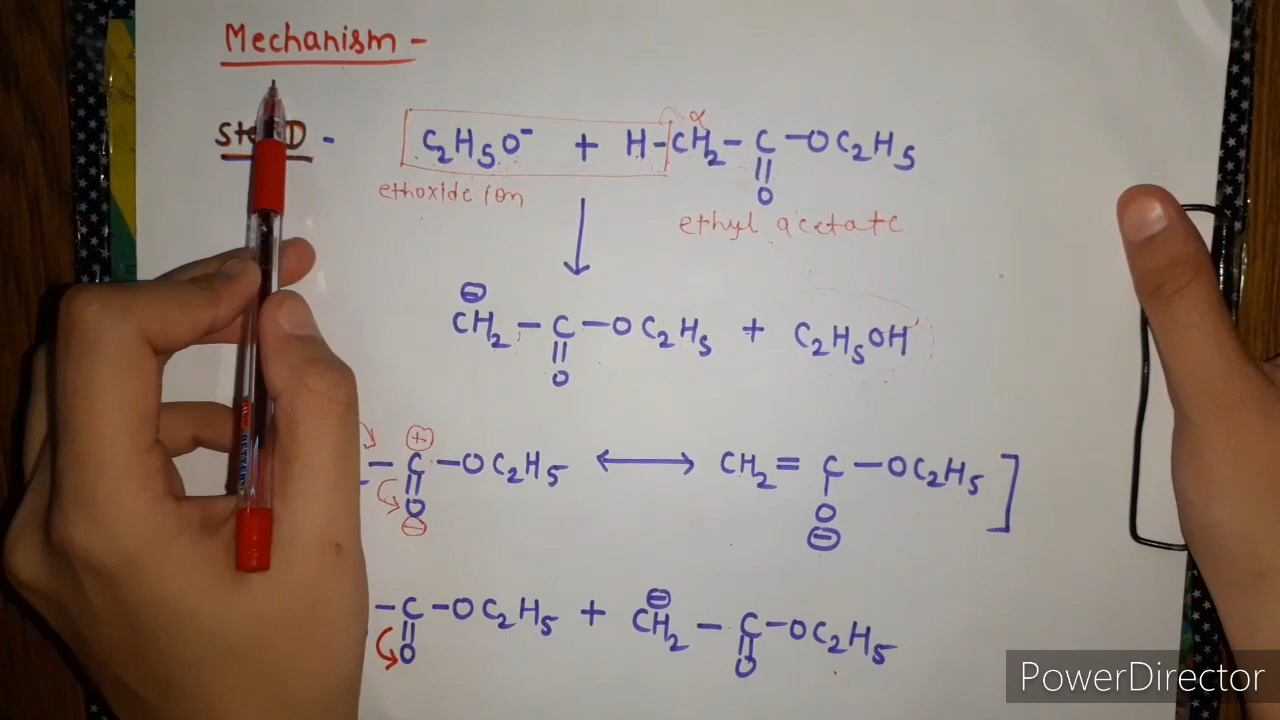 Mechanism -
C₂H₅O⁻ + H-CH₂-C-OC₂H₅
α
||
O
ethoxide ion
ethyl acetate
⊖
CH₂-C-OC₂H₅ + C₂H₅OH
||
O
⊕
-C-OC₂H₅ ⟷ CH₂=C-OC₂H₅]
||
O O
⊖ ⊖
⊖
-C-OC₂H₅ + CH₂-C-OC₂H₅
|| ||
O O
PowerDirector